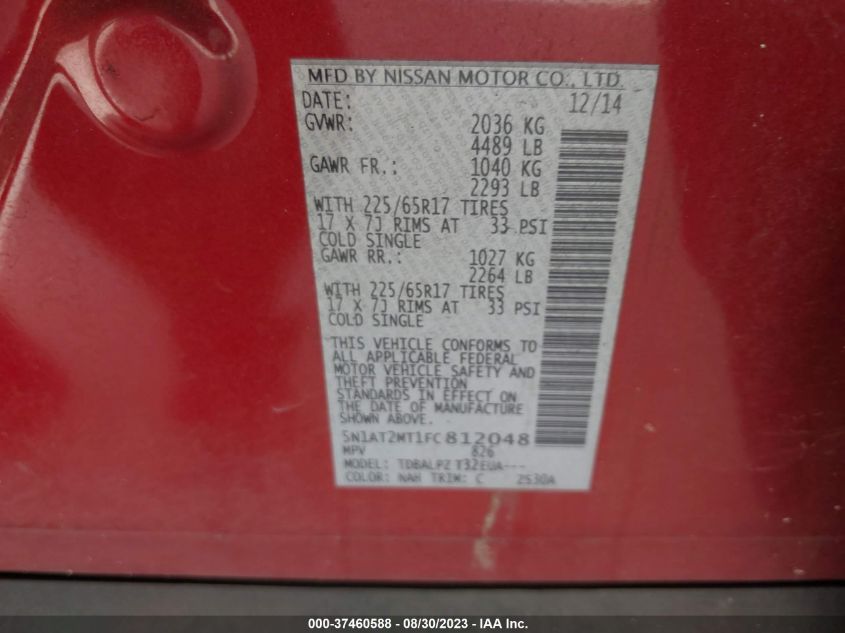 MFD BY NISSAN MOTOR CO., LTD.
DATE: 12/14
GVWR: 2036 KG
4489 LB
GAWR FR.: 1040 KG
2293 LB
WITH 225/65R17 TIRES
17 X 7J RIMS AT 33 PSI
COLD SINGLE
GAWR RR.: 1027 KG
2264 LB
WITH 225/65R17 TIRES
17 X 7J RIMS AT 33 PSI
COLD SINGLE
THIS VEHICLE CONFORMS TO
ALL APPLICABLE FEDERAL
MOTOR VEHICLE SAFETY AND
THEFT PREVENTION
STANDARDS IN EFFECT ON
THE DATE OF MANUFACTURE
SHOWN ABOVE.
5N1AT2MT1FC812048
MPV 826
MODEL: TDBALPZ T32EUA---
COLOR: NAH TRIM: C 2S30A
000-37460588 - 08/30/2023 - IAA Inc.